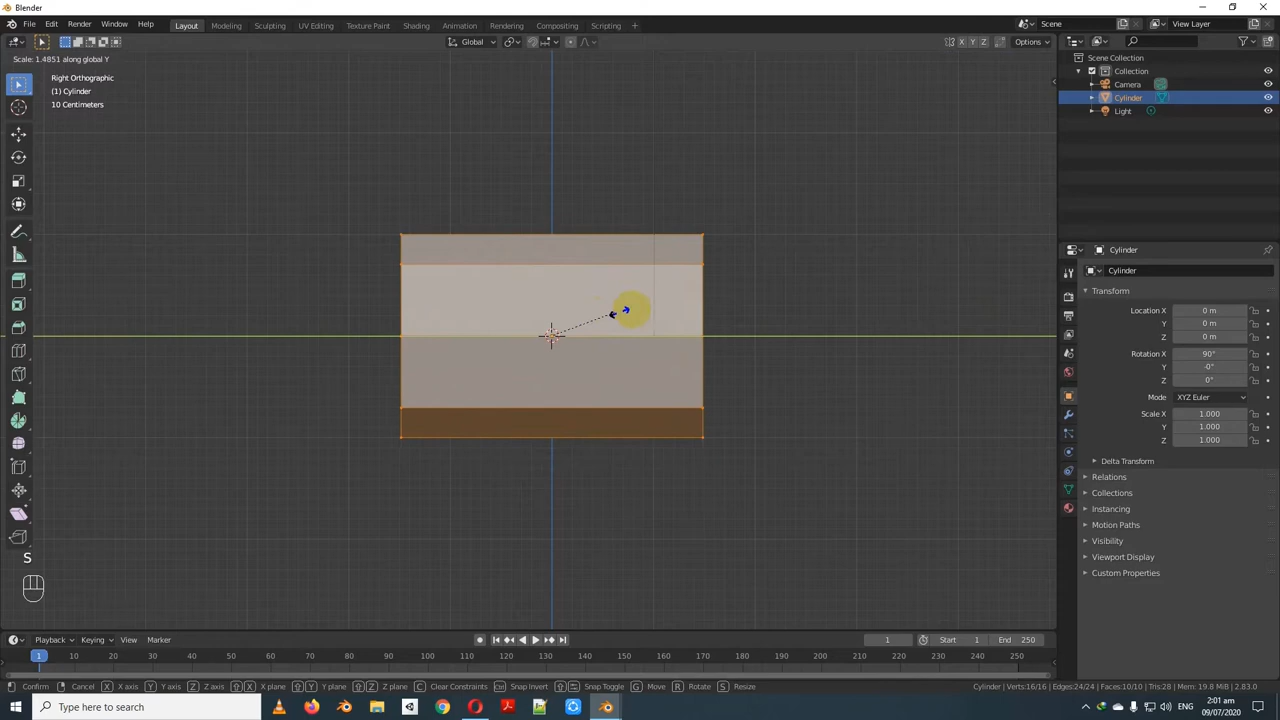 Blender
File Edit Render Window Help Layout Modeling Sculpting UV Editing Texture Paint Shading Animation Rendering Compositing Scripting + Scene View Layer
Global X Y Z Options
Scale: 1.4851 along global Y
Right Orthographic
(1) Cylinder
10 Centimeters
S
Scene Collection
Collection
Camera
Cylinder
Light
Cylinder
Cylinder
Transform
Location X 0 m
Y 0 m
Z 0 m
Rotation X 90°
Y -0°
Z 0°
Mode XYZ Euler
Scale X 1.000
Y 1.000
Z 1.000
Delta Transform
Relations
Collections
Instancing
Motion Paths
Visibility
Viewport Display
Custom Properties
Playback Keying View Marker 1 Start 1 End 250
1 10 20 30 40 50 60 70 80 90 100 110 120 130 140 150 160 170 180 190 200 210 220 230 240 250
Confirm Cancel X X axis Y Y axis Z Z axis X X plane Y Y plane Z Z plane C Clear Constraints Ctrl Snap Invert Snap Toggle G Move R Rotate S Resize Cylinder | Verts:16/16 | Edges:24/24 | Faces:10/10 | Tris:28 | Mem: 19.8 MiB | 2.83.0
Type here to search ENG 2:01 am
09/07/2020